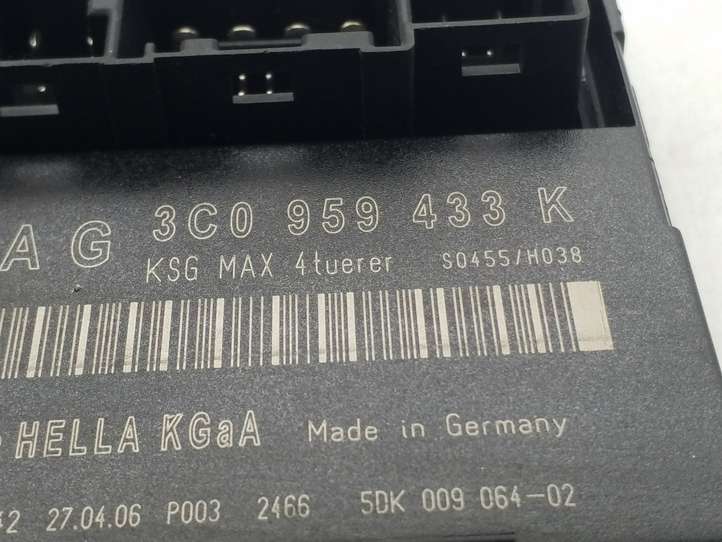 AG 3C0 959 433 K
KSG MAX 4tuerer S0455/H038
HELLA KGaA Made in Germany
27.04.06 P003 2466 5DK 009 064-02